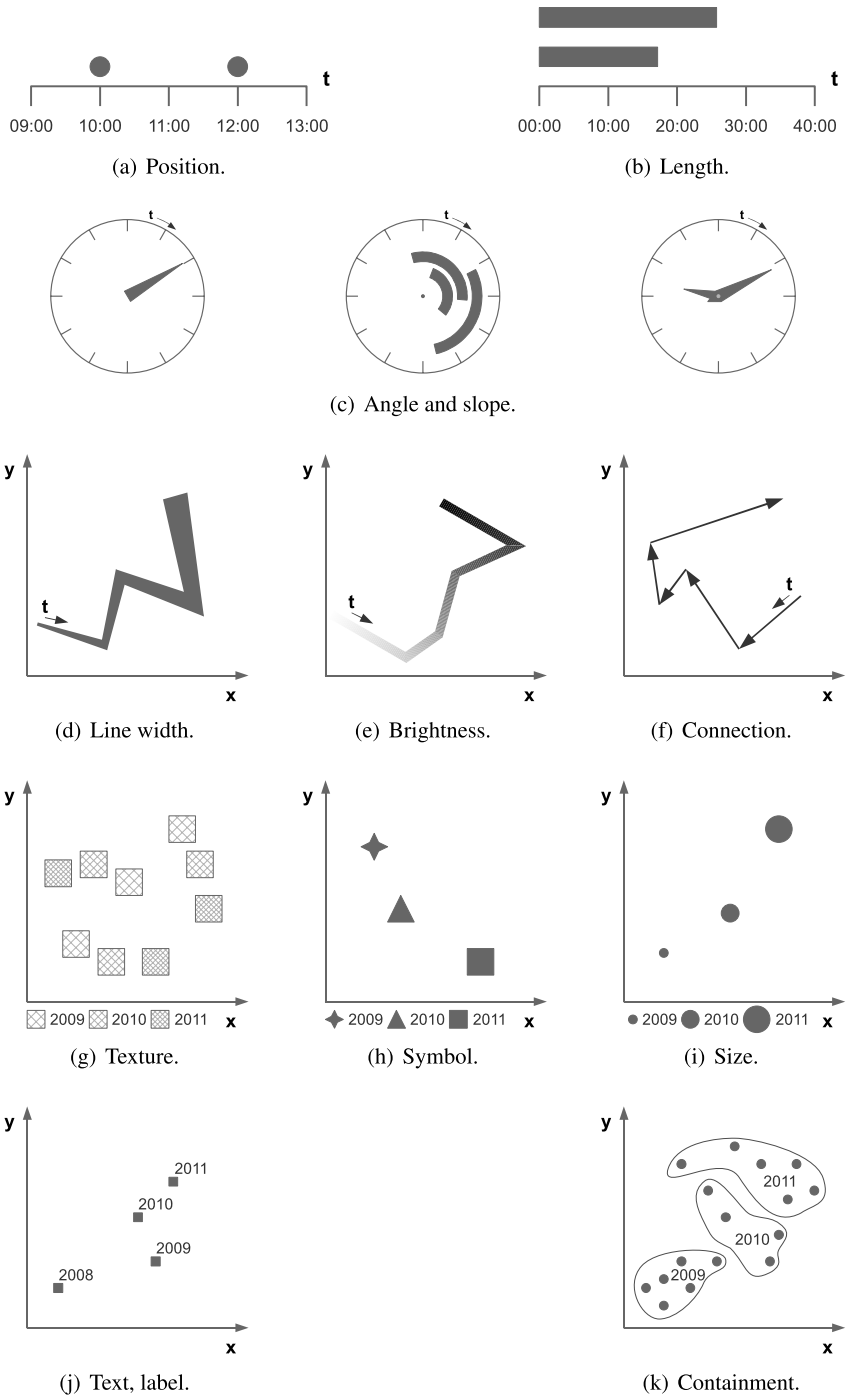 t t
09:00 10:00 11:00 12:00 13:00 00:00 10:00 20:00 30:00 40:00
(a) Position. (b) Length.
t t t
(c) Angle and slope.
y y y
t t t
x x x
(d) Line width. (e) Brightness. (f) Connection.
y y y
2009 2010 2011 x 2009 2010 2011 x 2009 2010 2011 x
(g) Texture. (h) Symbol. (i) Size.
y y
2011 2011
2010 2010
2009 2009
2008
x x
(j) Text, label. (k) Containment.